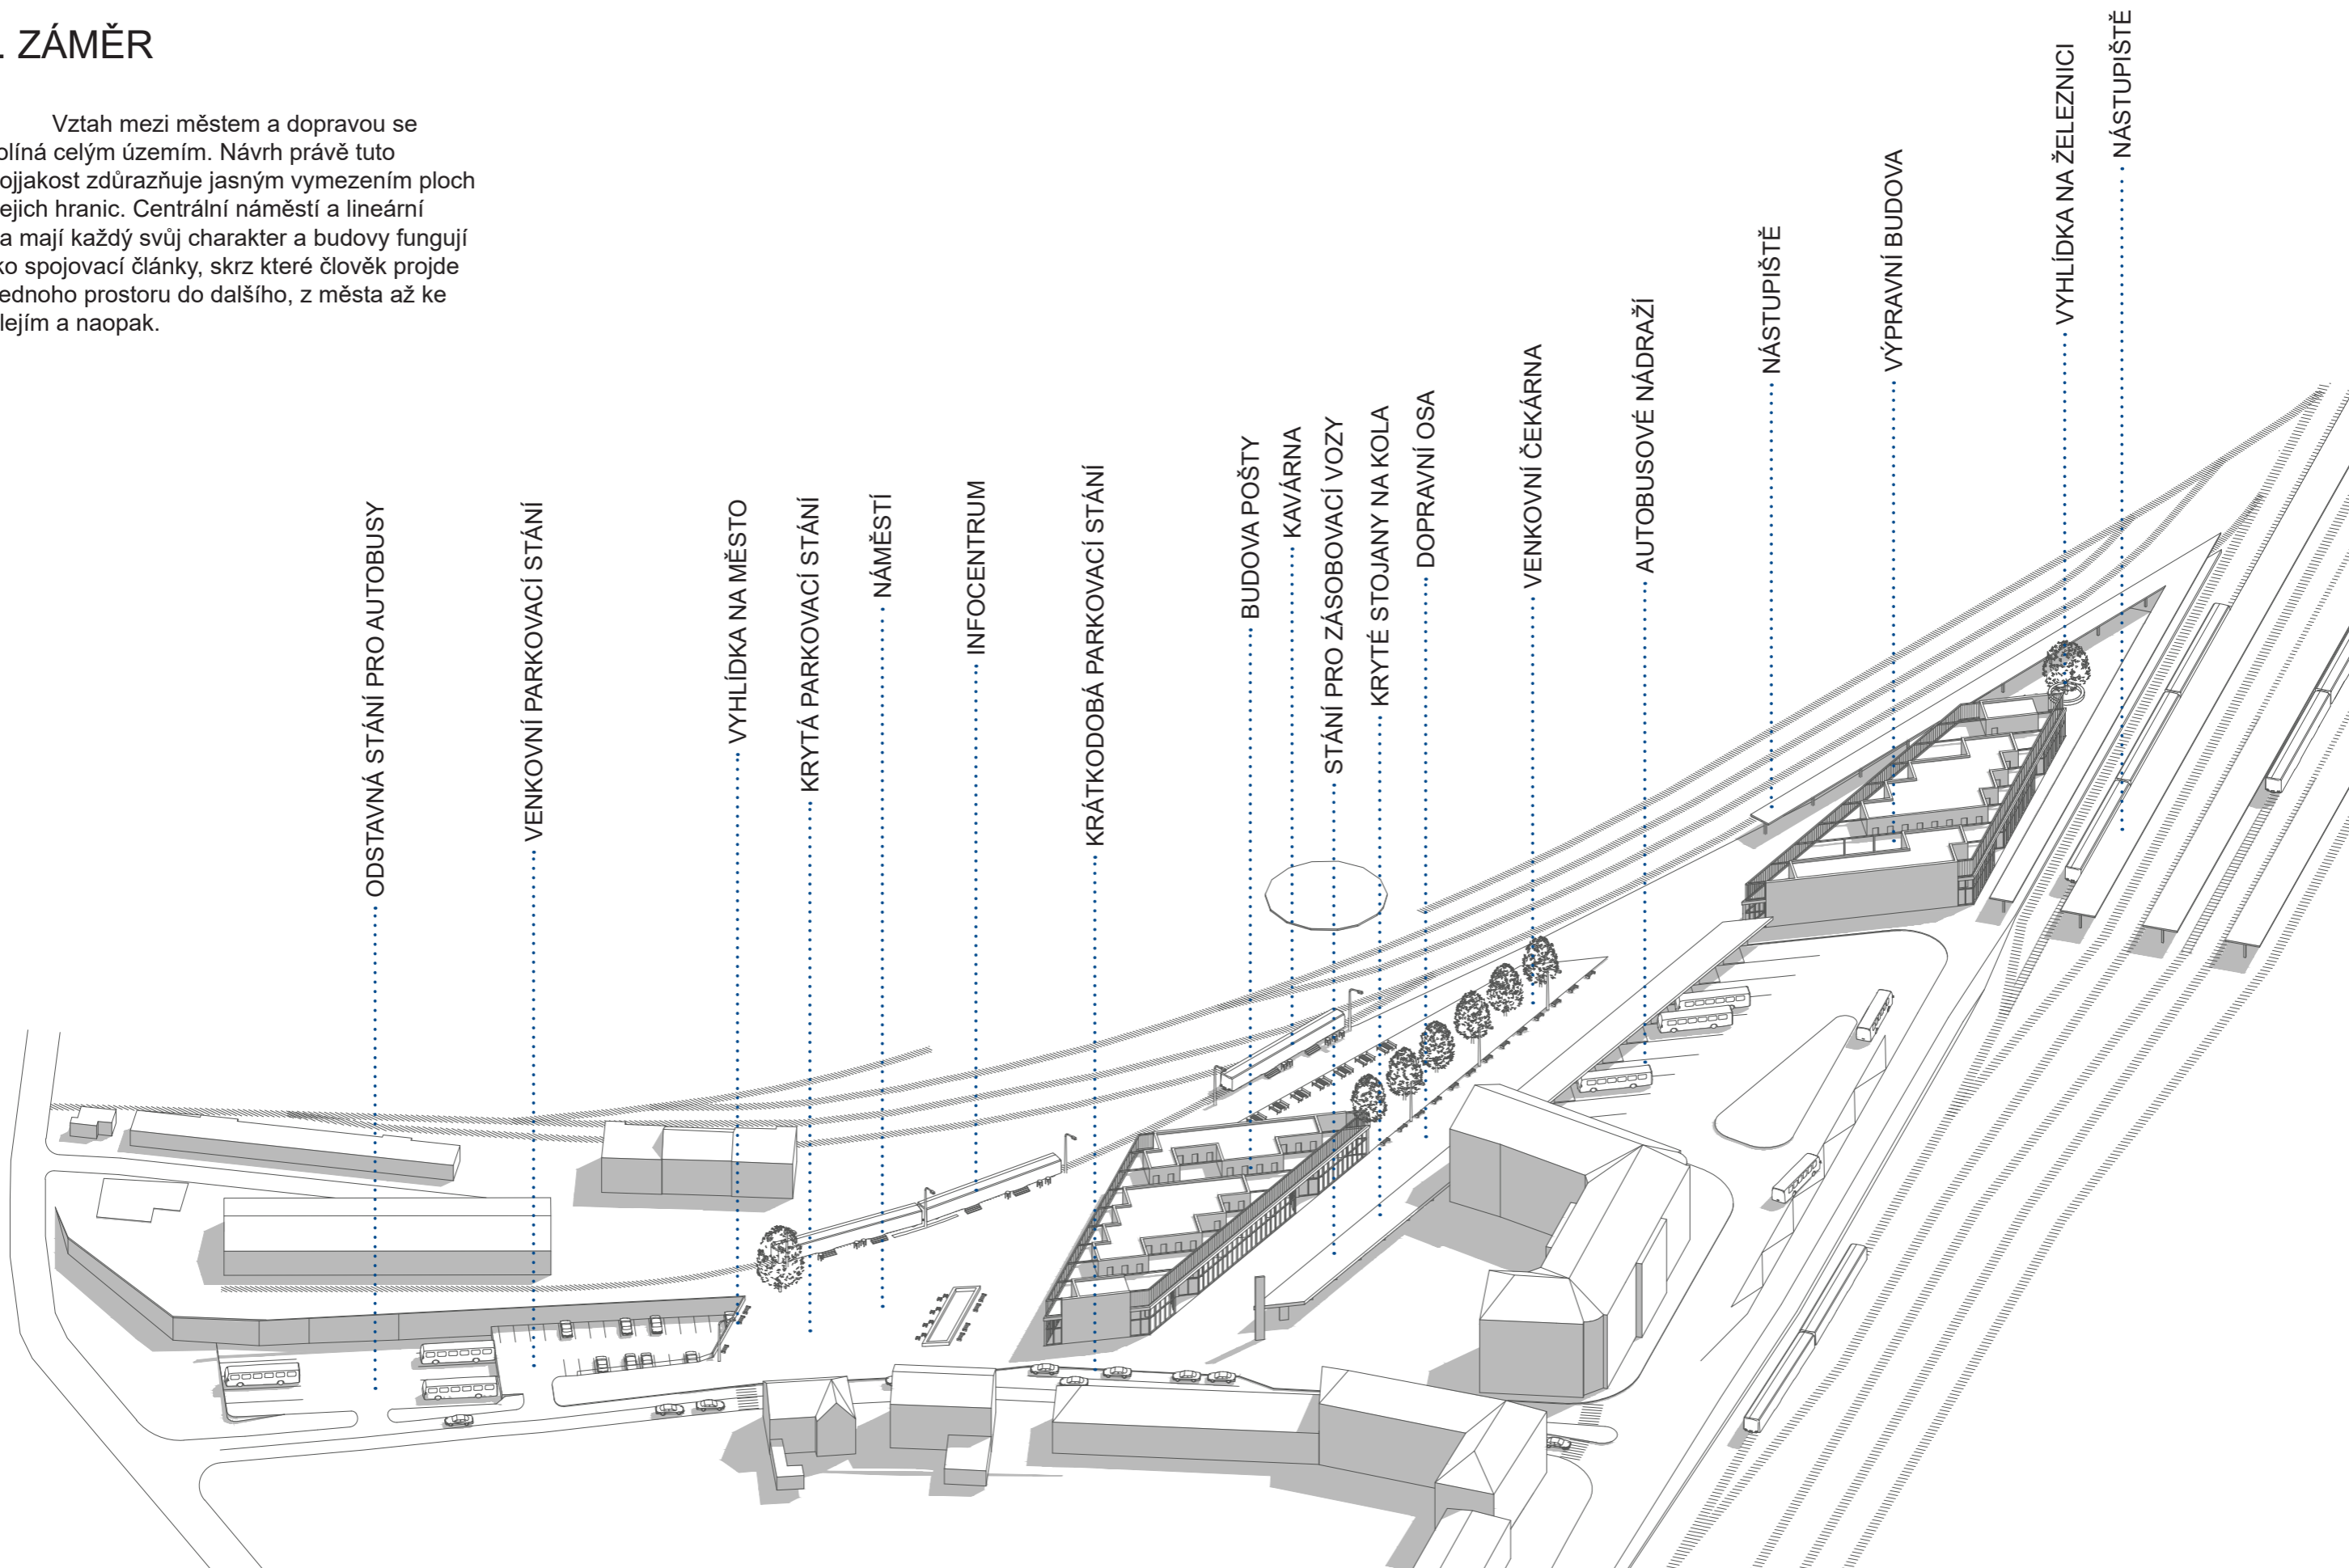 . ZÁMĚR
Vztah mezi městem a dopravou se
olíná celým územím. Návrh právě tuto
ojjakost zdůrazňuje jasným vymezením ploch
ejich hranic. Centrální náměstí a lineární
a mají každý svůj charakter a budovy fungují
ko spojovací články, skrz které člověk projde
ednoho prostoru do dalšího, z města až ke
lejím a naopak.
ODSTAVNÁ STÁNÍ PRO AUTOBUSY
VENKOVNÍ PARKOVACÍ STÁNÍ
VYHLÍDKA NA MĚSTO
KRYTÁ PARKOVACÍ STÁNÍ
NÁMĚSTÍ
INFOCENTRUM
KRÁTKODOBÁ PARKOVACÍ STÁNÍ
BUDOVA POŠTY
KAVÁRNA
STÁNÍ PRO ZÁSOBOVACÍ VOZY
KRYTÉ STOJANY NA KOLA
DOPRAVNÍ OSA
VENKOVNÍ ČEKÁRNA
AUTOBUSOVÉ NÁDRAŽÍ
NÁSTUPIŠTĚ
VÝPRAVNÍ BUDOVA
VYHLÍDKA NA ŽELEZNICI
NÁSTUPIŠTĚ